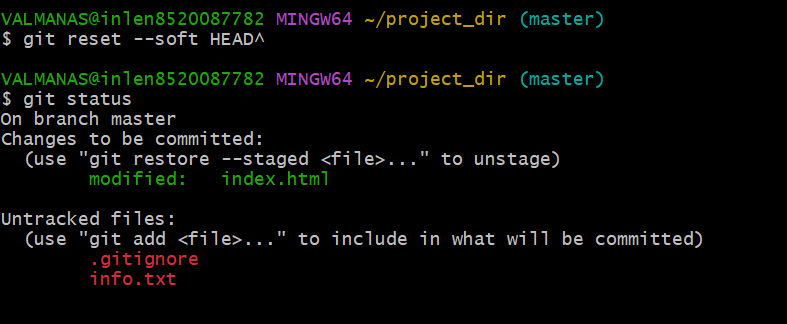 VALMANAS@inlen8520087782 MINGW64 ~/project_dir (master)
$ git reset --soft HEAD^
VALMANAS@inlen8520087782 MINGW64 ~/project_dir (master)
$ git status
On branch master
Changes to be committed:
  (use "git restore --staged <file>..." to unstage)
        modified:   index.html
Untracked files:
  (use "git add <file>..." to include in what will be committed)
        .gitignore
        info.txt